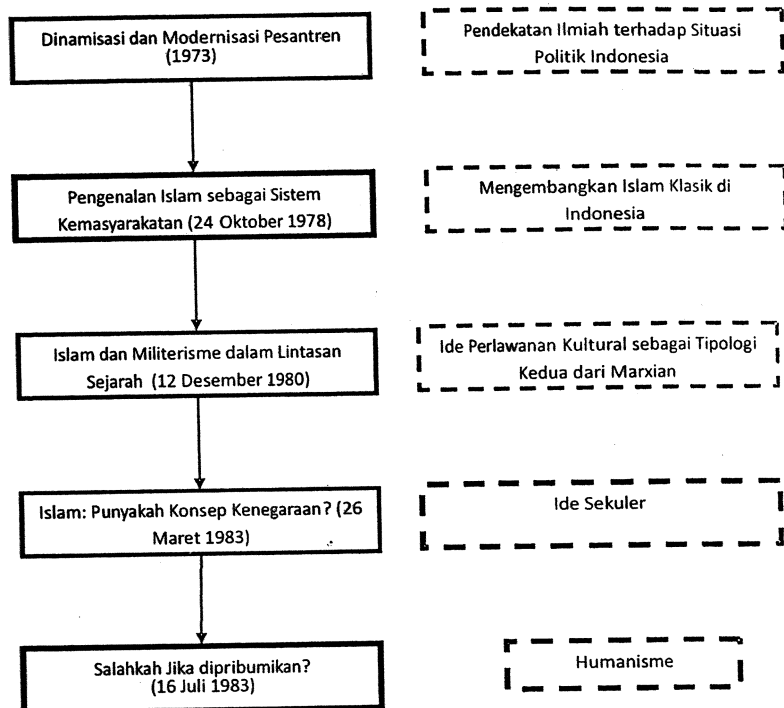 Dinamisasi dan Modernisasi Pesantren
(1973)
Pendekatan Ilmiah terhadap Situasi
Politik Indonesia
Pengenalan Islam sebagai Sistem
Kemasyarakatan (24 Oktober 1978)
Mengembangkan Islam Klasik di
Indonesia
Islam dan Militerisme dalam Lintasan
Sejarah (12 Desember 1980)
Ide Perlawanan Kultural sebagai Tipologi
Kedua dari Marxian
Islam: Punyakah Konsep Kenegaraan? (26
Maret 1983)
Ide Sekuler
Salahkah Jika dipribumikan?
(16 Juli 1983)
Humanisme